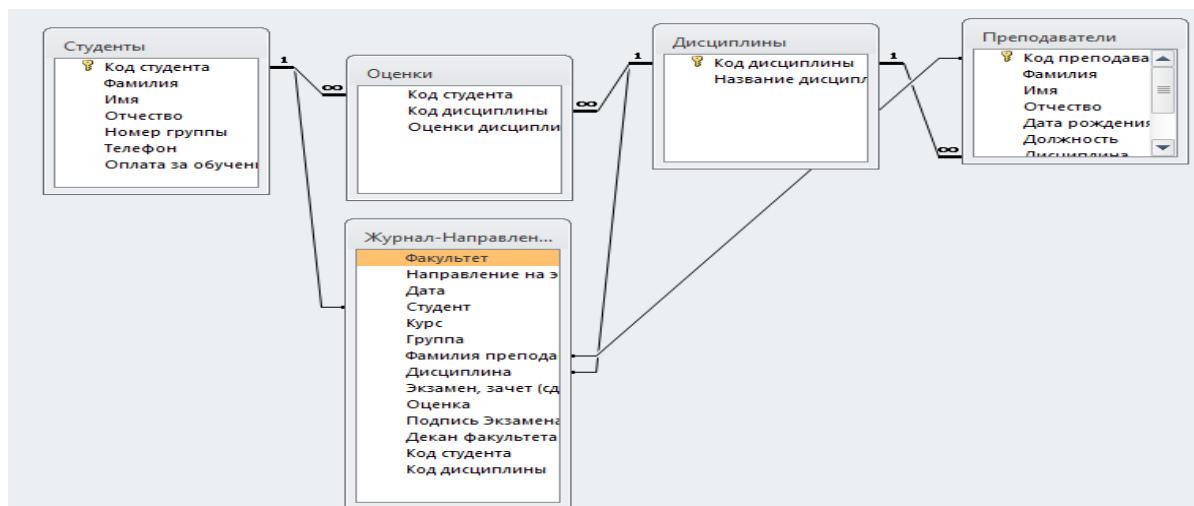 Студенты
Код студента
Фамилия
Имя
Отчество
Номер группы
Телефон
Оплата за обучени
1
∞
Оценки
Код студента
Код дисциплины
Оценки дисципли
∞
1
Дисциплины
Код дисциплины
Название дисципл
1
∞
Преподаватели
Код преподава
Фамилия
Имя
Отчество
Дата рождения
Должность
Дисциплина
Журнал-Направлен...
Факультет
Направление на э
Дата
Студент
Курс
Группа
Фамилия препода
Дисциплина
Экзамен, зачет (сд
Оценка
Подпись Экзамена
Декан факультета
Код студента
Код дисциплины